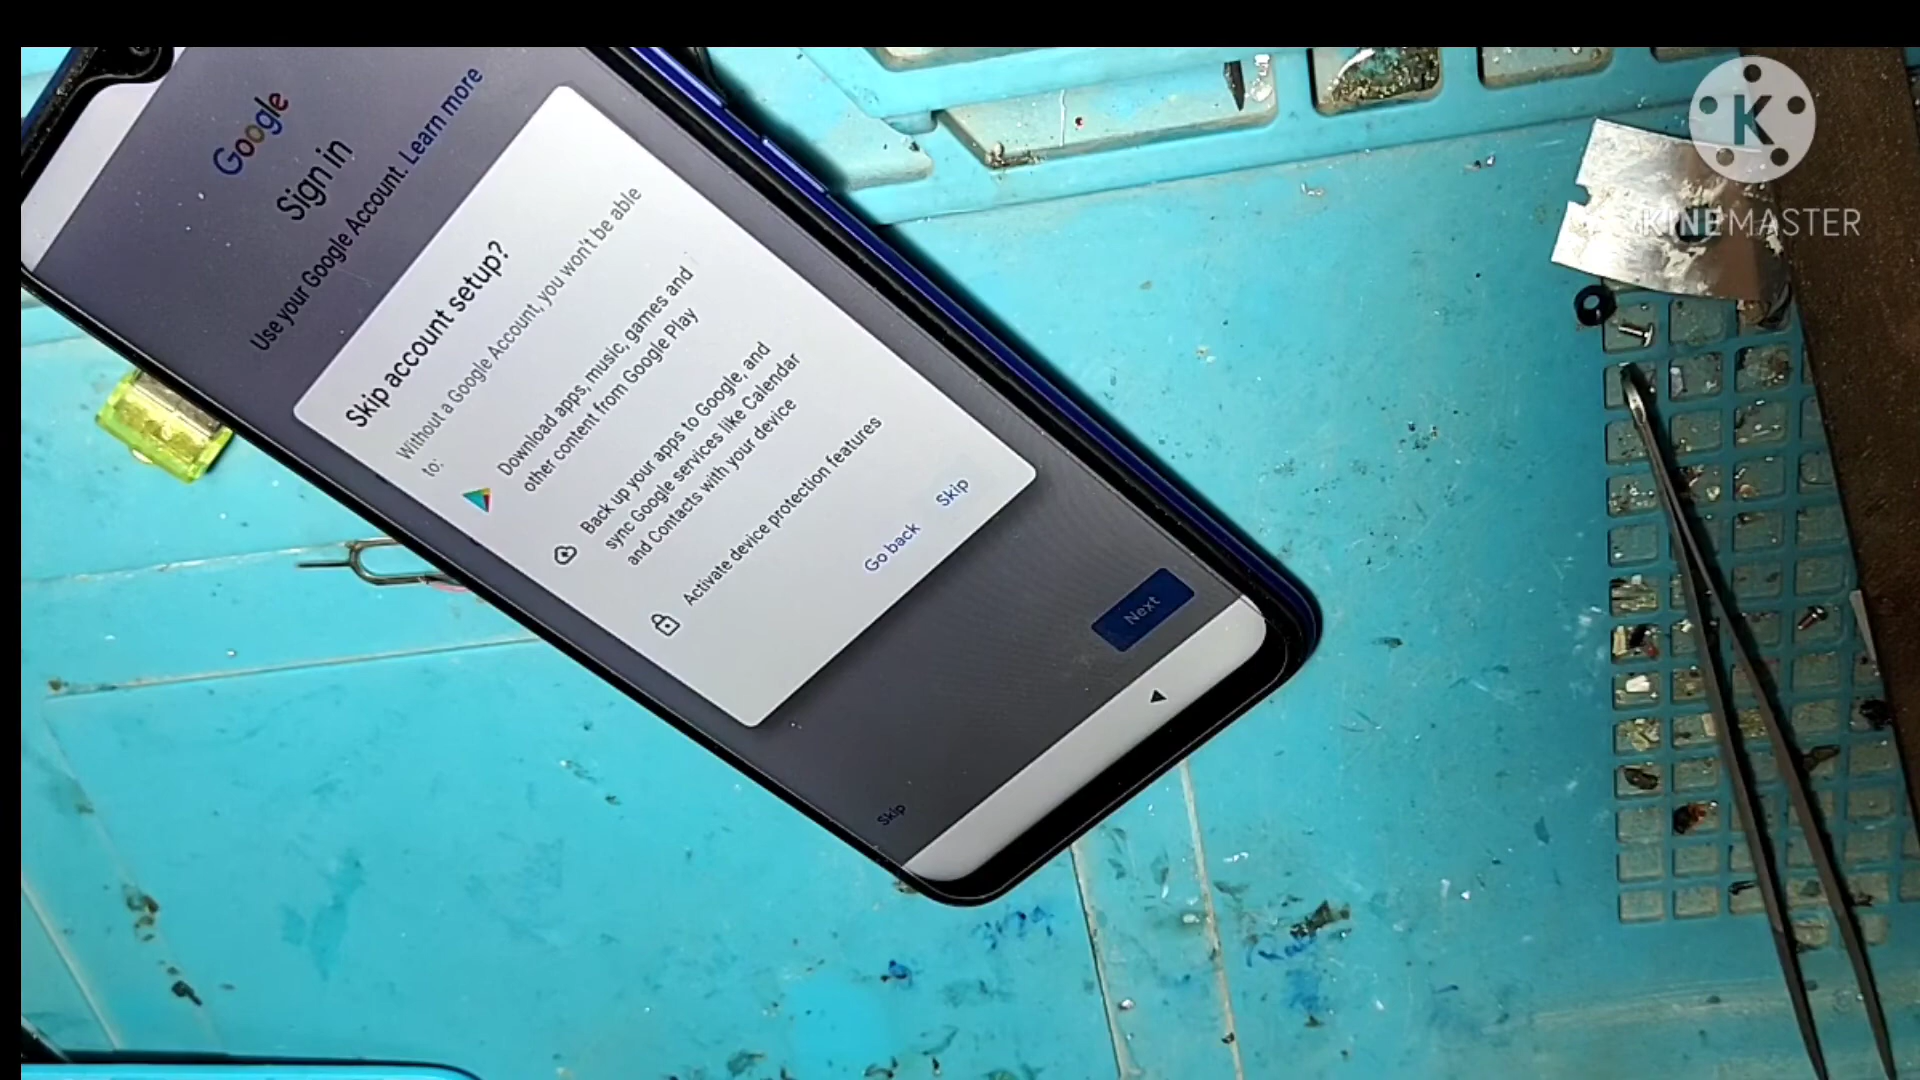 Google
Sign in
Use your Google Account. Learn more
Skip account setup?
Without a Google Account, you won't be able
to:
Download apps, music, games and
other content from Google Play
Back up your apps to Google, and
sync Google services like Calendar
and Contacts with your device
Activate device protection features
Go back
Skip
Skip
Next
K
KINEMASTER